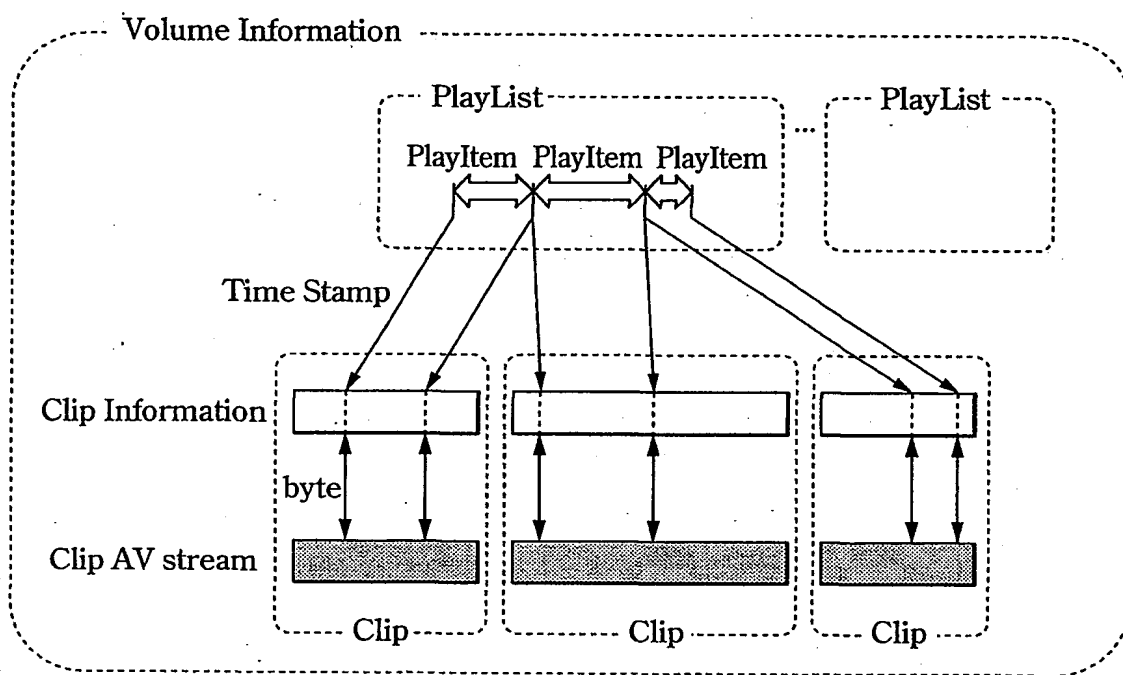 Volume Information
PlayList
PlayList
...
PlayItem PlayItem PlayItem
Time Stamp
Clip Information
byte
Clip AV stream
Clip
Clip
Clip